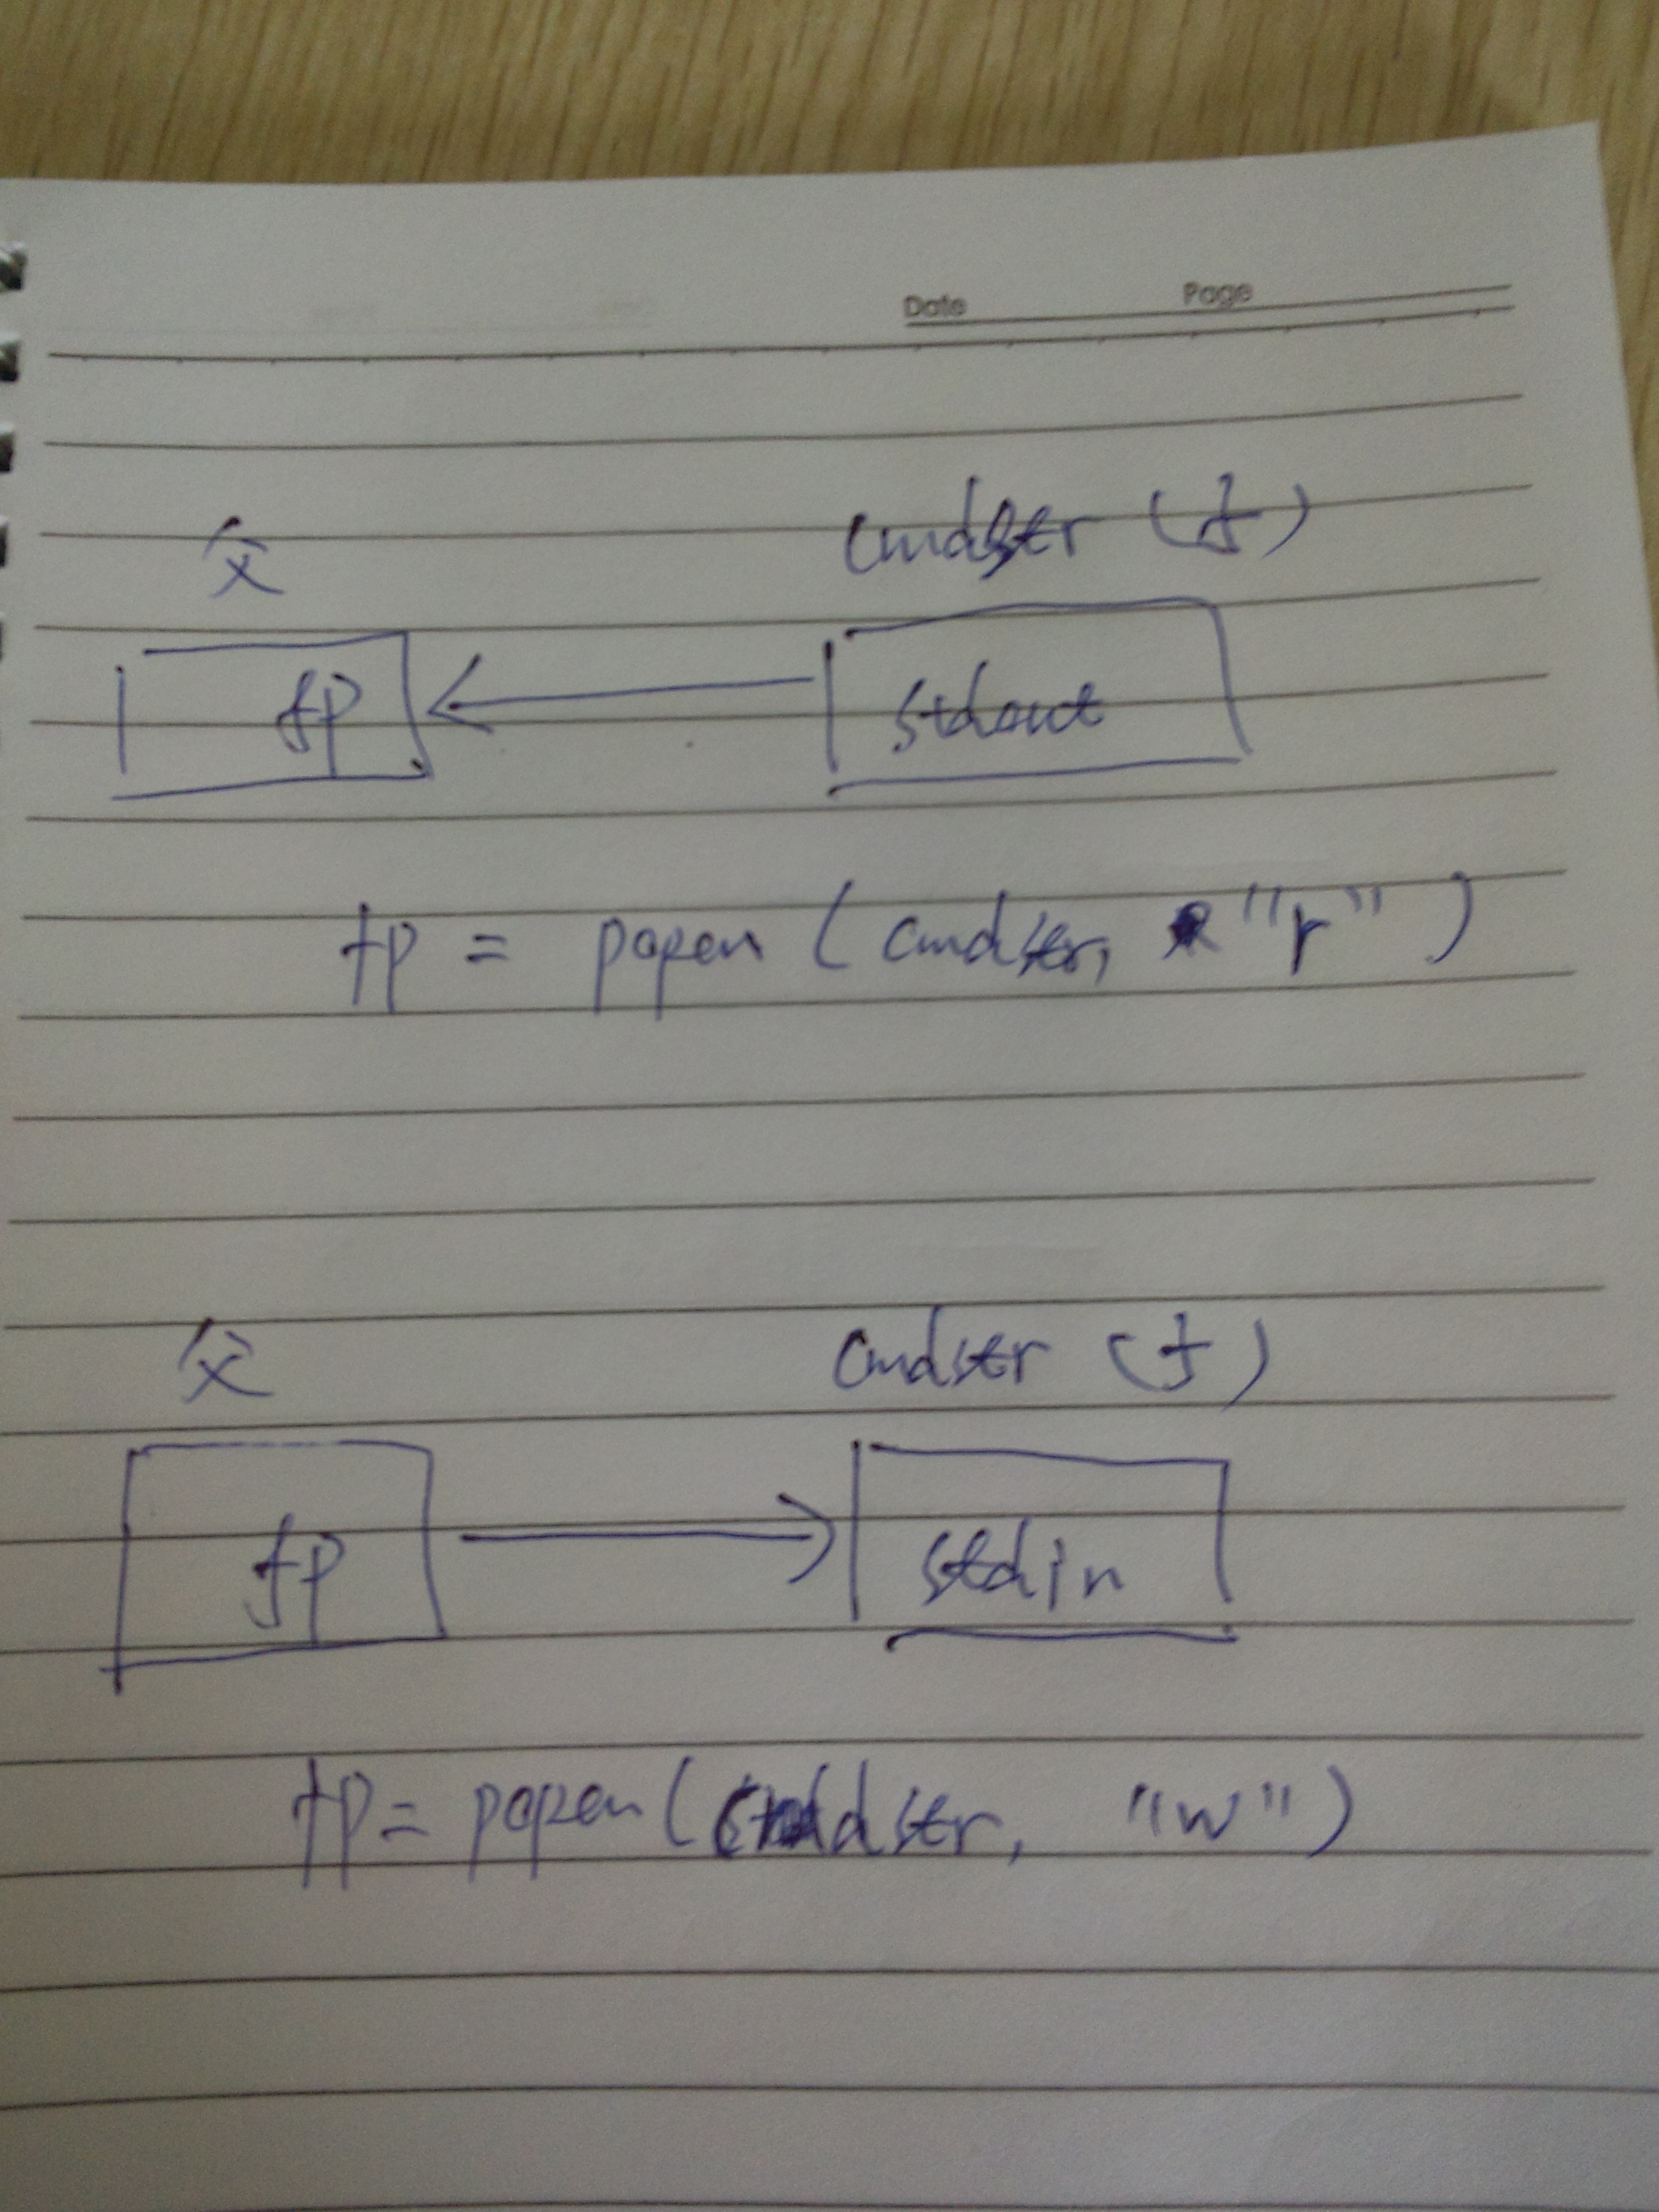 Date Page
父 cmdstr (子)
fp stdout
fp = popen ( cmdstr, "r" )
父 cmdstr (子)
fp stdin
fp = popen ( cmdstr, "w" )